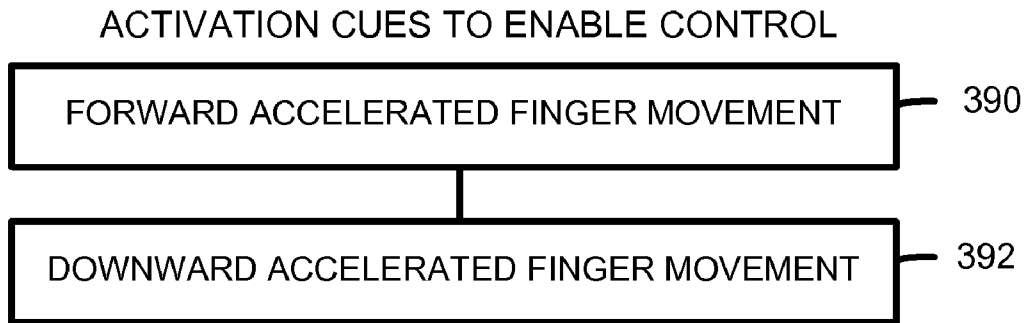 ACTIVATION CUES TO ENABLE CONTROL
FORWARD ACCELERATED FINGER MOVEMENT 390
DOWNWARD ACCELERATED FINGER MOVEMENT 392